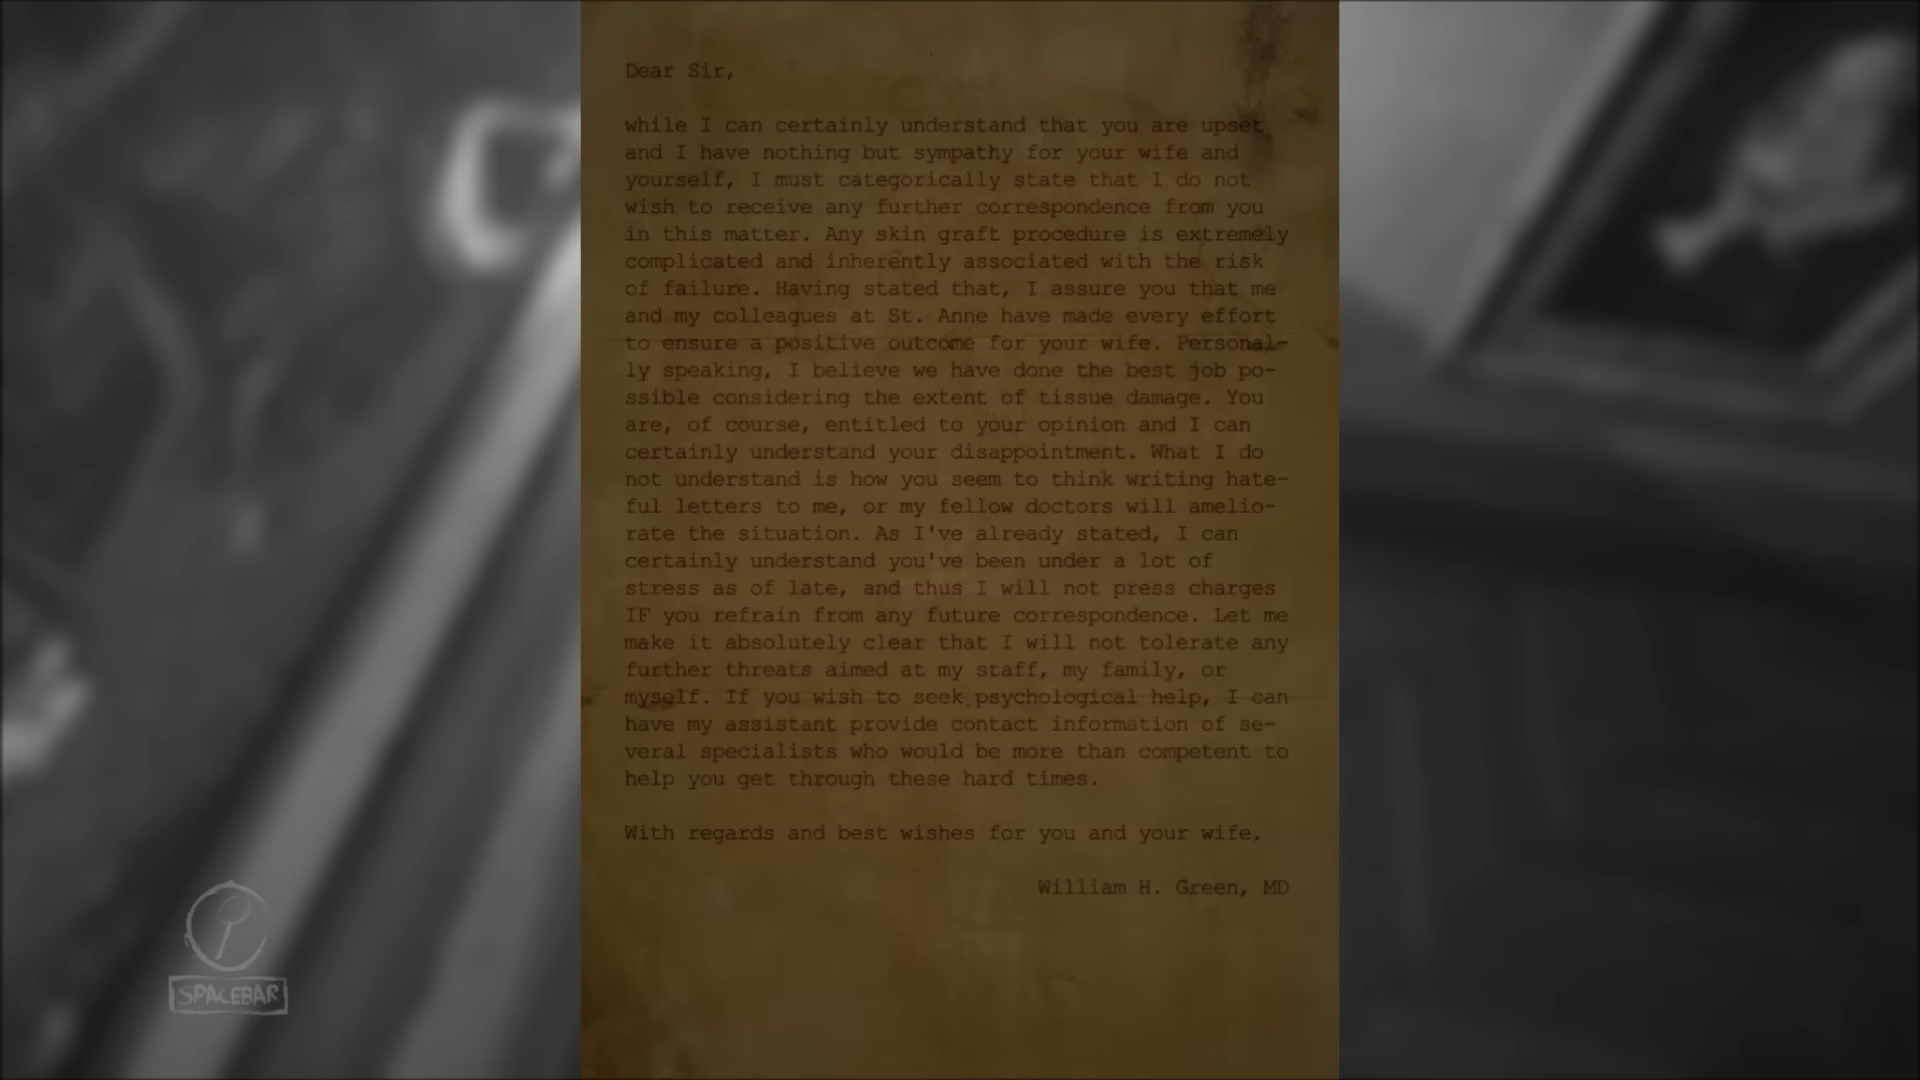 Dear Sir,
while I can certainly understand that you are upset
and I have nothing but sympathy for your wife and
yourself, I must categorically state that I do not
wish to receive any further correspondence from you
in this matter. Any skin graft procedure is extremely
complicated and inherently associated with the risk
of failure. Having stated that, I assure you that me
and my colleagues at St. Anne have made every effort
to ensure a positive outcome for your wife. Personal-
ly speaking, I believe we have done the best job po-
ssible considering the extent of tissue damage. You
are, of course, entitled to your opinion and I can
certainly understand your disappointment. What I do
not understand is how you seem to think writing hate-
ful letters to me, or my fellow doctors will amelio-
rate the situation. As I've already stated, I can
certainly understand you've been under a lot of
stress as of late, and thus I will not press charges
IF you refrain from any future correspondence. Let me
make it absolutely clear that I will not tolerate any
further threats aimed at my staff, my family, or
myself. If you wish to seek psychological help, I can
have my assistant provide contact information of se-
veral specialists who would be more than competent to
help you get through these hard times.
With regards and best wishes for you and your wife.
William H. Green, MD
SPACEBAR